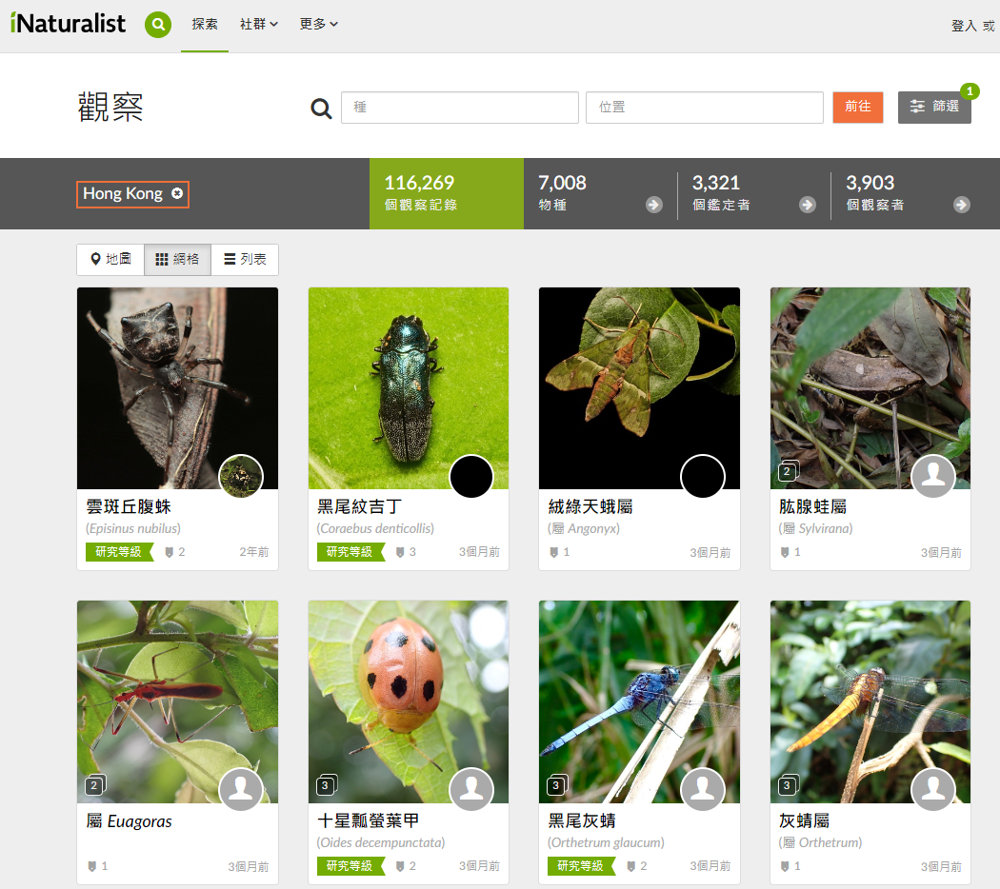 iNaturalist
探索
社群
更多
登入 或
觀察
種
位置
前往
篩選
1
Hong Kong
116,269
個觀察記錄
7,008
物種
3,321
個鑑定者
3,903
個觀察者
地圖
網格
列表
2
雲斑丘腹蛛
黑尾紋吉丁
絨綠天蛾屬
肱腺蛙屬
(Episinus nubilus)
(Coraebus denticollis)
(屬 Angonyx)
(屬 Sylvirana)
研究等級 2 2年前
研究等級 3 3個月前
1 3個月前
1 3個月前
2
3
3
3
屬 Euagoras
十星瓢螢葉甲
黑尾灰蜻
灰蜻屬
(Oides decempunctata)
(Orthetrum glaucum)
(屬 Orthetrum)
1 3個月前
研究等級 2 3個月前
研究等級 2 3個月前
1 3個月前